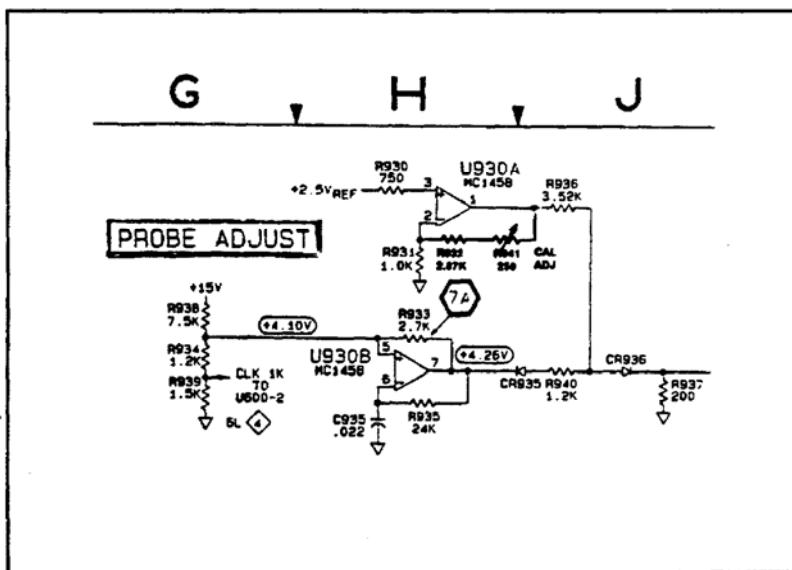 G H J
U930A
MC1458
R930
750
+2.5VREF
3
2
1
R936
3.52K
PROBE ADJUST
R931
1.0K
2.87K
CAL
ADJ
7A
+15V
R938
7.5K
+4.10V
R933
2.7K
R934
1.2K
U930B
MC1458
5
6
7
+4.26V
CLK 1K
TO
U600-2
R939
1.5K
4
C935
.022
R935
24K
CR935
R940
1.2K
CR936
R937
200